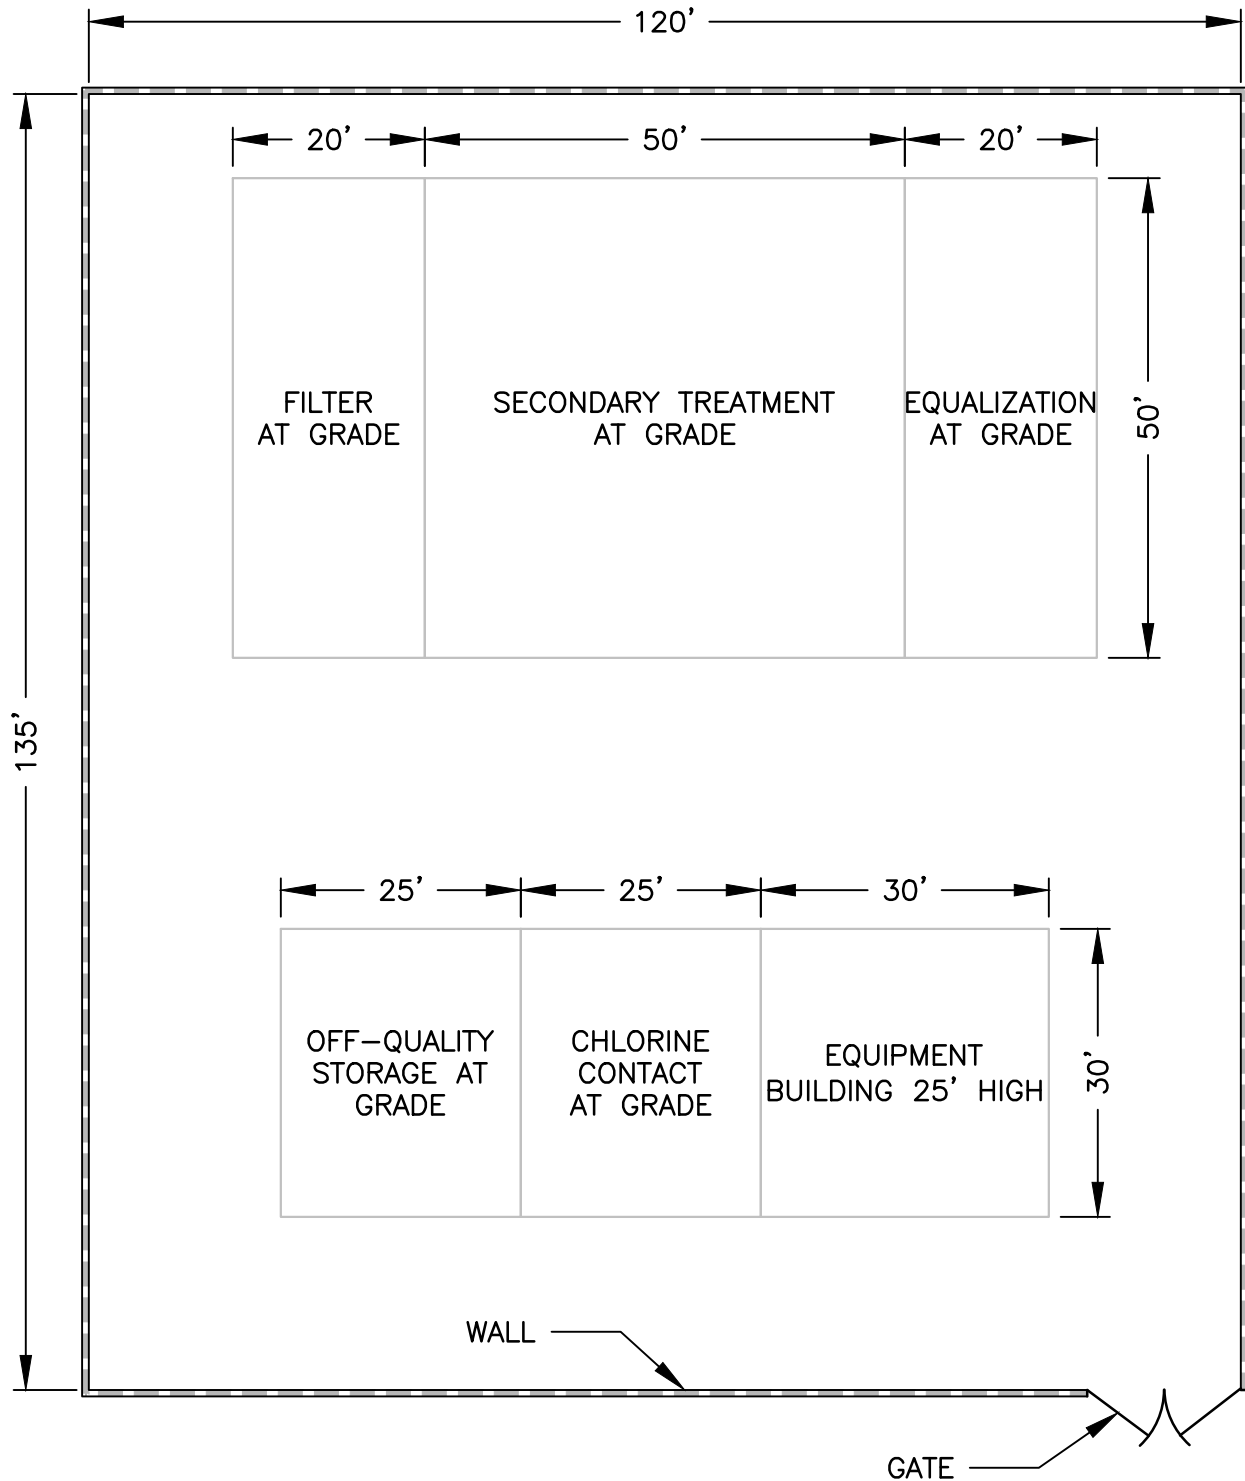 120'
20'
50'
20'
FILTER
AT GRADE
SECONDARY TREATMENT
AT GRADE
EQUALIZATION
AT GRADE
50'
135'
25'
25'
30'
OFF-QUALITY
STORAGE AT
GRADE
CHLORINE
CONTACT
AT GRADE
EQUIPMENT
BUILDING 25' HIGH
30'
WALL
GATE